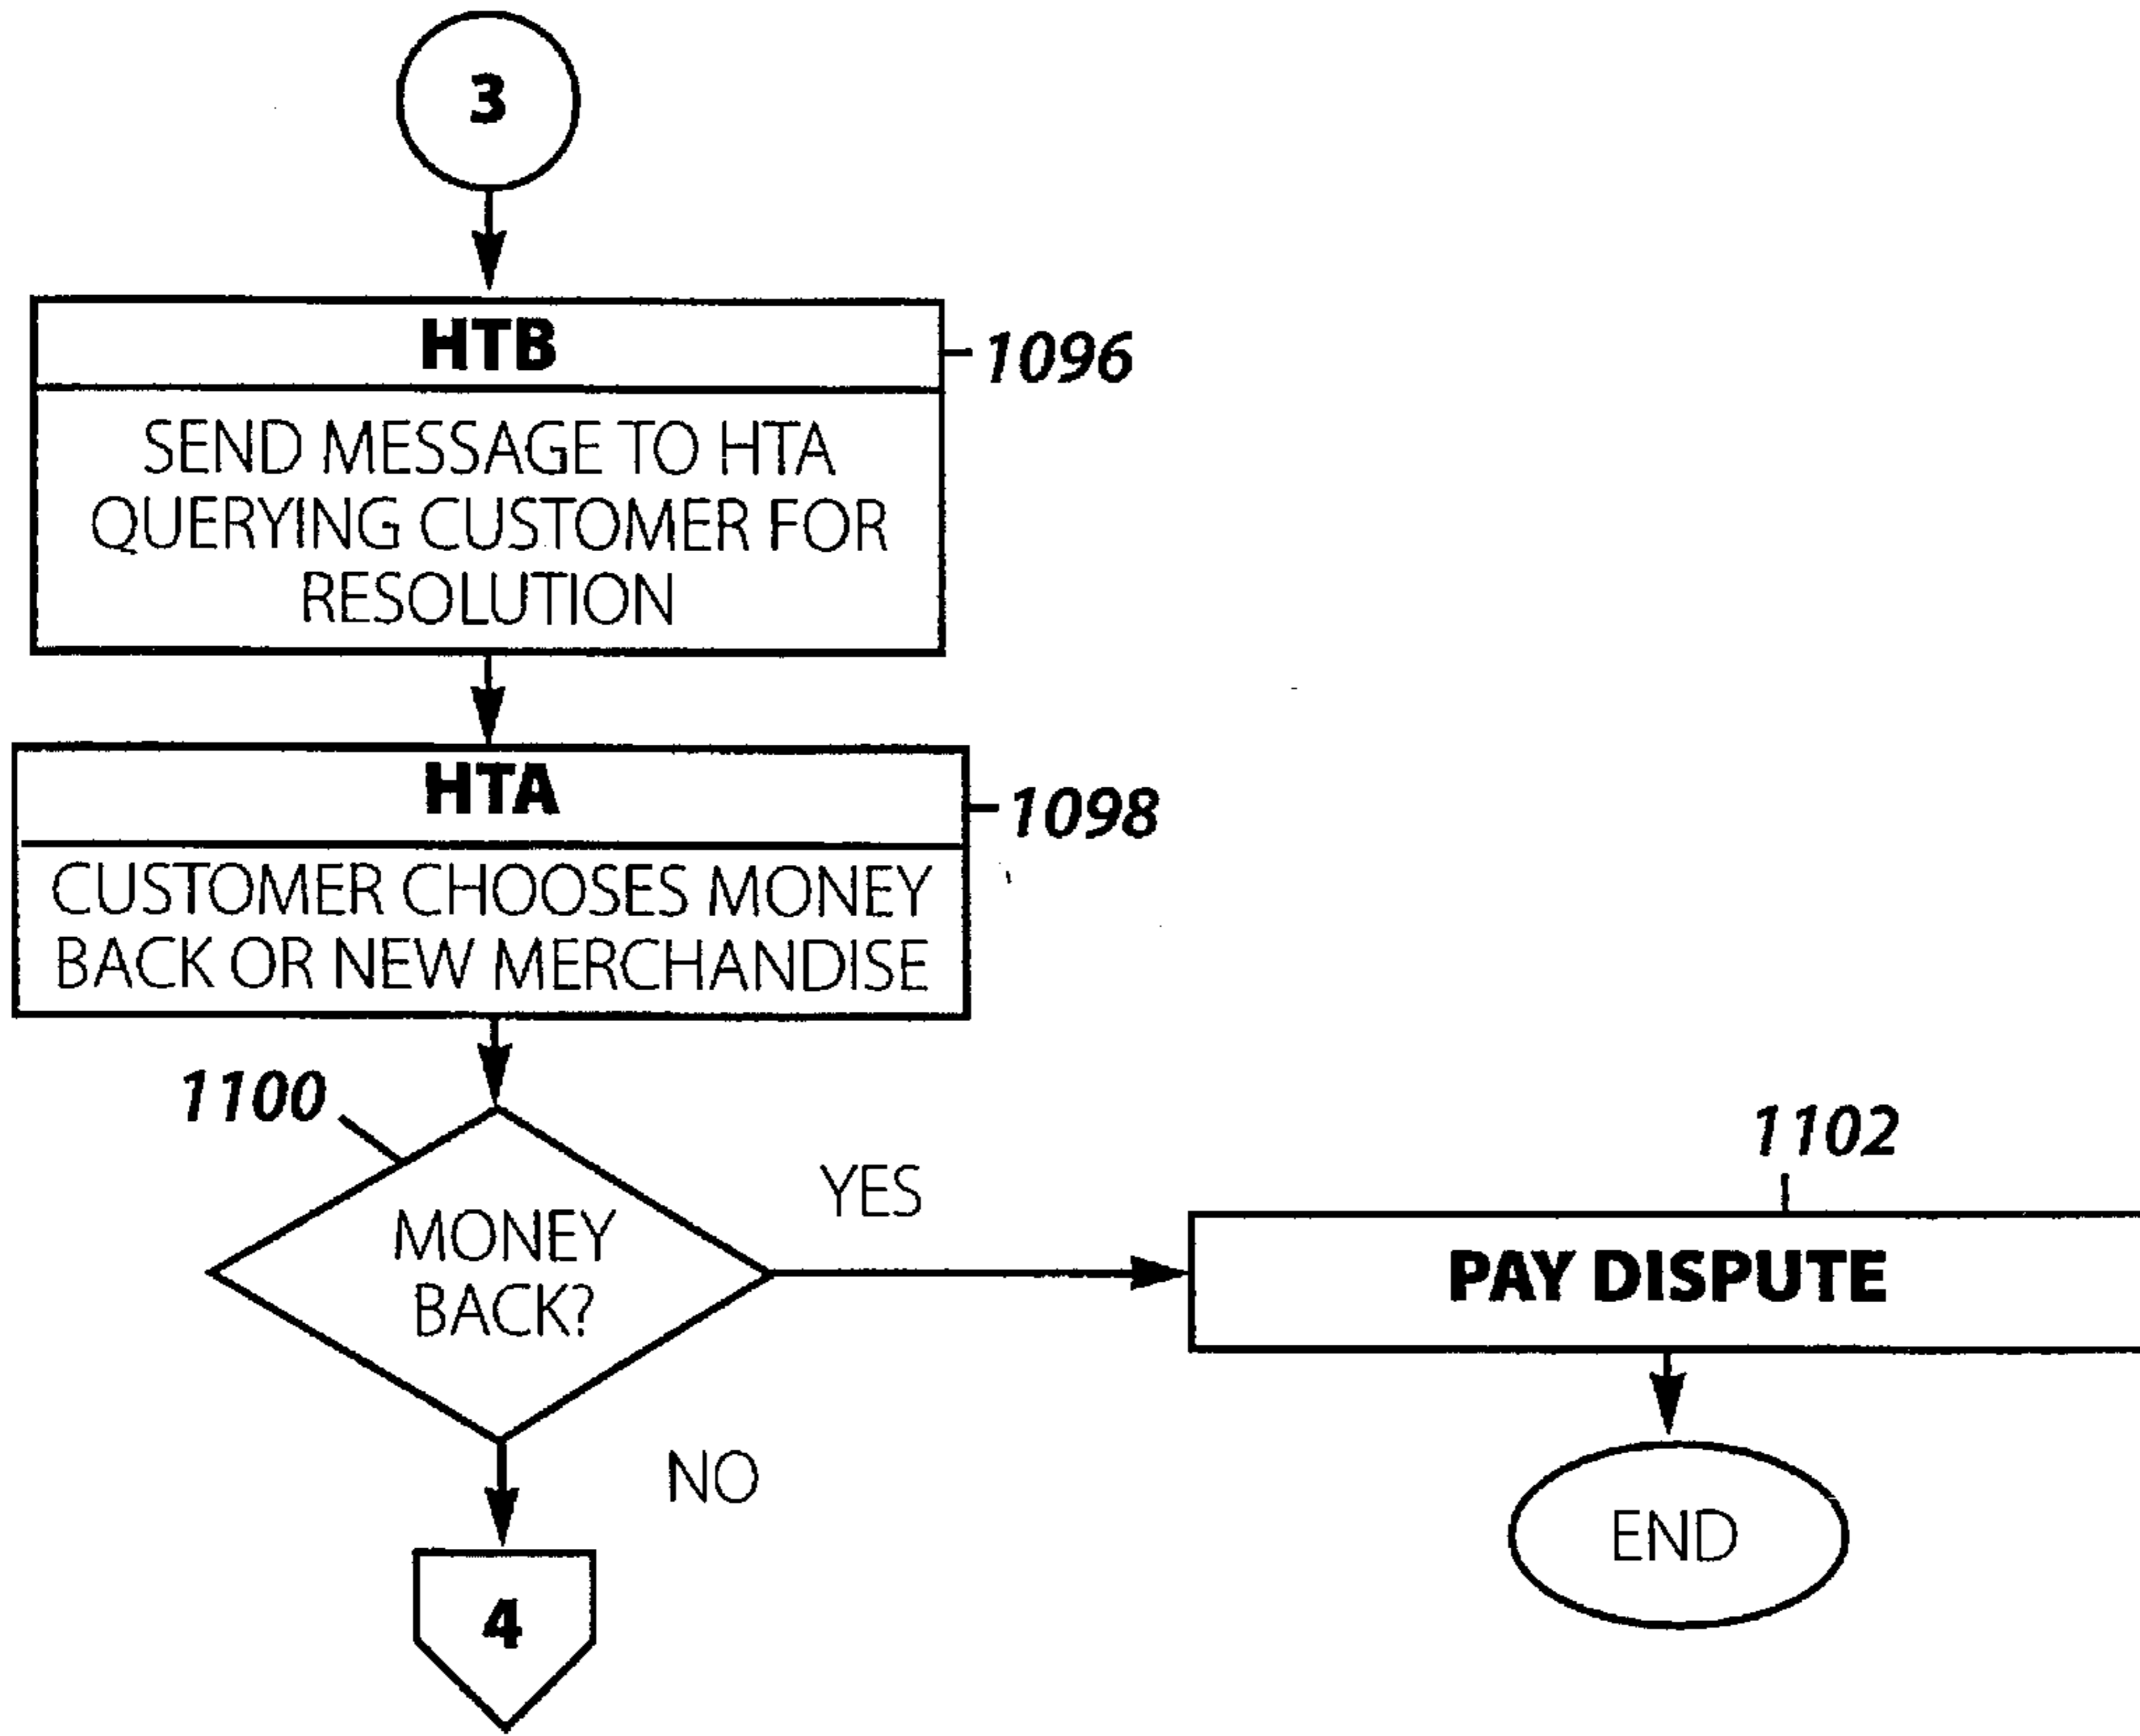 3
HTB
1096
SEND MESSAGE TO HTA
QUERYING CUSTOMER FOR
RESOLUTION
HTA
1098
CUSTOMER CHOOSES MONEY
BACK OR NEW MERCHANDISE
1100
MONEY
BACK?
YES
1102
PAY DISPUTE
NO
END
4